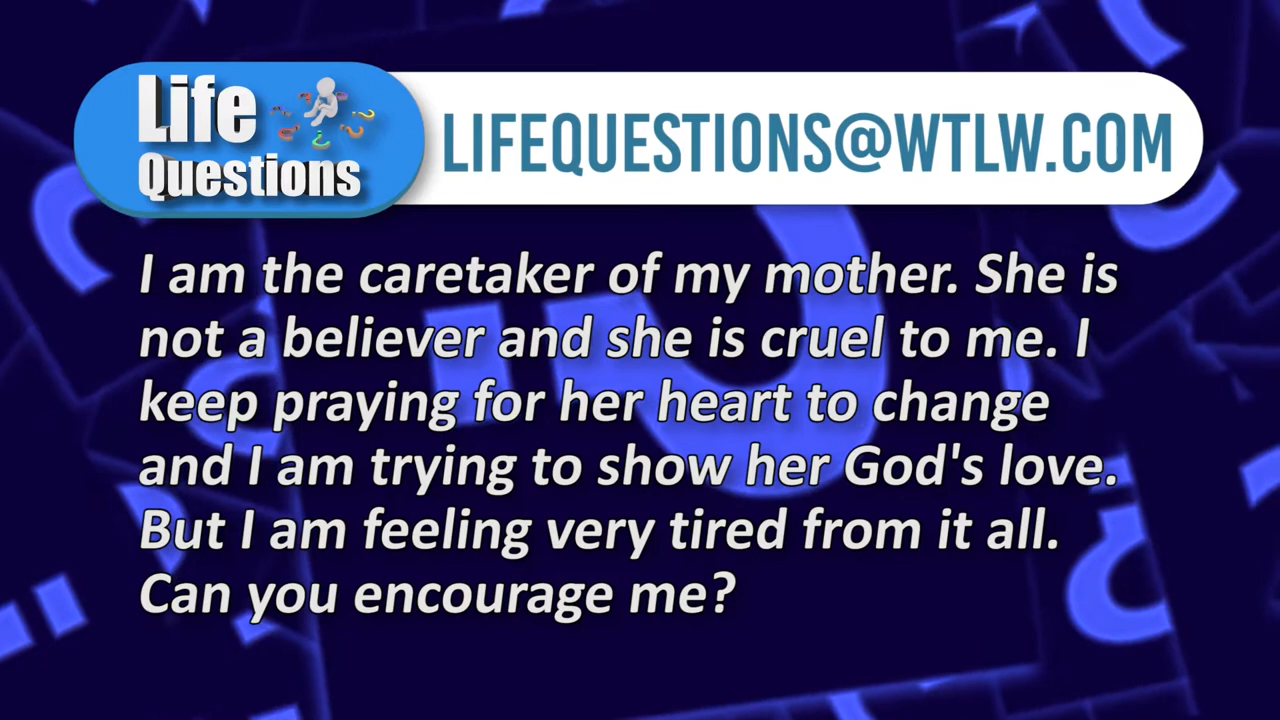 Life
Questions
LIFEQUESTIONS@WTLW.COM
I am the caretaker of my mother. She is
not a believer and she is cruel to me. I
keep praying for her heart to change
and I am trying to show her God's love.
But I am feeling very tired from it all.
Can you encourage me?